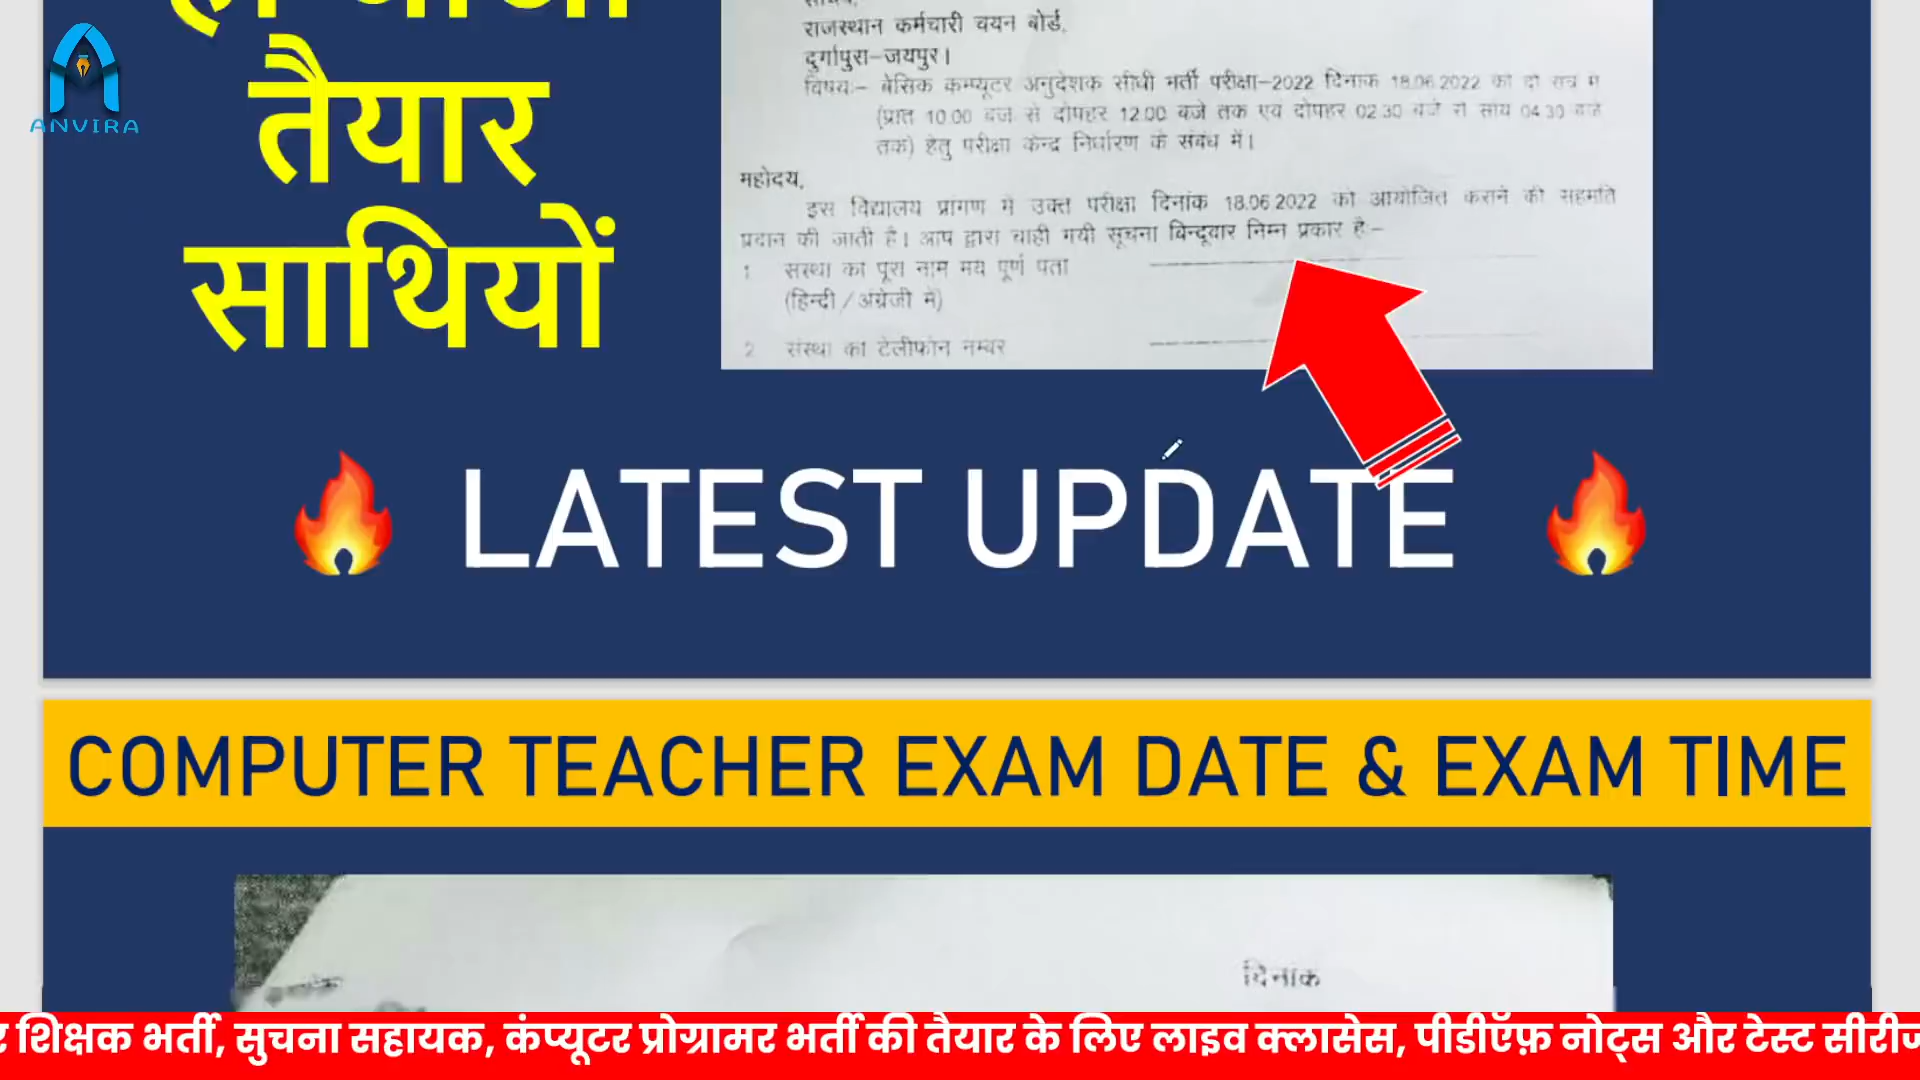 ANVIRA
तैयार
साथियों
राजस्थान कर्मचारी चयन बोर्ड,
दुर्गापुरा–जयपुर।
विषयः– बेसिक कम्प्यूटर अनुदेशक सीधी भर्ती परीक्षा–2022 दिनांक 18.06.2022 को दो सत्र में
(प्रात 10.00 बजे से दोपहर 12.00 बजे तक एवं दोपहर 02.30 बजे से सांय 04.30 बजे
तक) हेतु परीक्षा केन्द्र निर्धारण के संबंध में।
महोदय,
इस विद्यालय प्रांगण में उक्त परीक्षा दिनांक 18.06.2022 को आयोजित कराने की सहमति
प्रदान की जाती है। आप द्वारा चाही गयी सूचना बिन्दूवार निम्न प्रकार है:–
1 संस्था का पूरा नाम मय पूर्ण पता
(हिन्दी/अंग्रेजी में)
2 संस्था का टेलीफोन नम्बर
LATEST UPDATE
COMPUTER TEACHER EXAM DATE & EXAM TIME
दिनांक
शिक्षक भर्ती, सुचना सहायक, कंप्यूटर प्रोग्रामर भर्ती की तैयार के लिए लाइव क्लासेस, पीडीऍफ़ नोट्स और टेस्ट सीरीज